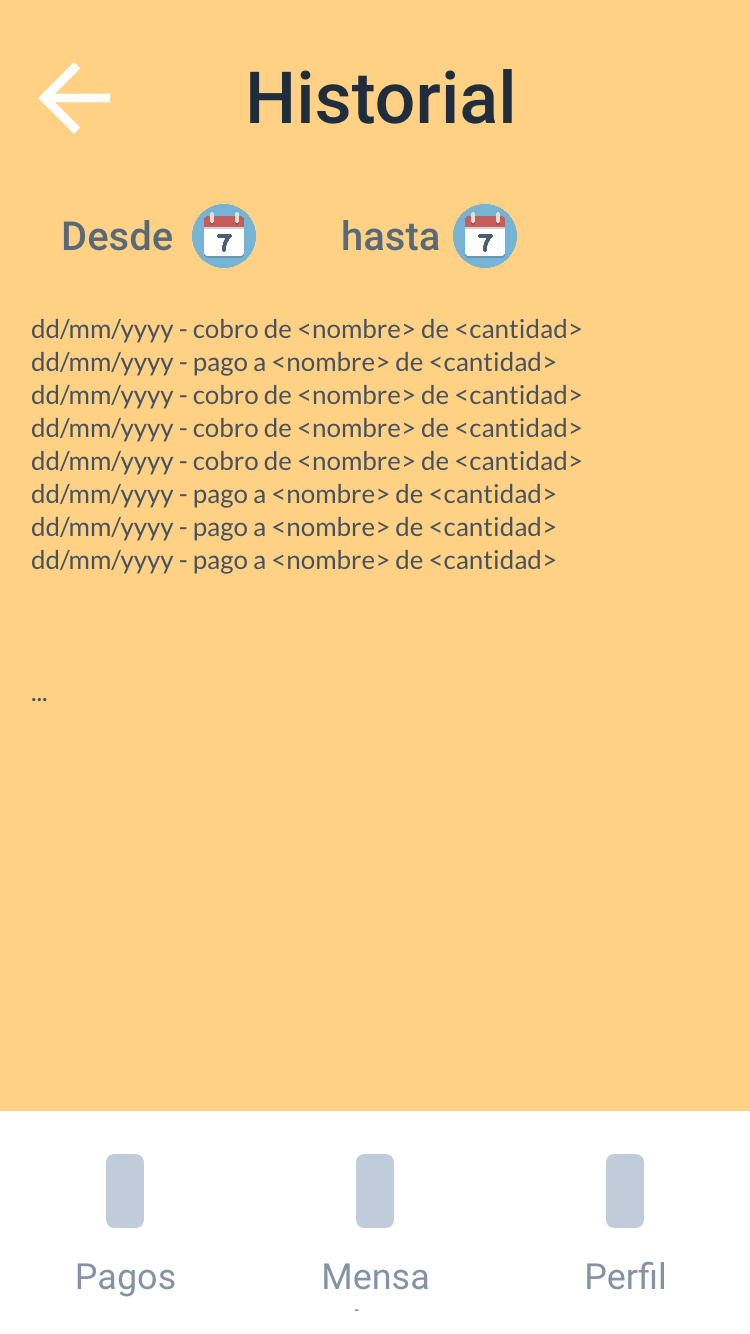 Historial
Desde 7 hasta 7
dd/mm/yyyy - cobro de <nombre> de <cantidad>
dd/mm/yyyy - pago a <nombre> de <cantidad>
dd/mm/yyyy - cobro de <nombre> de <cantidad>
dd/mm/yyyy - cobro de <nombre> de <cantidad>
dd/mm/yyyy - cobro de <nombre> de <cantidad>
dd/mm/yyyy - pago a <nombre> de <cantidad>
dd/mm/yyyy - pago a <nombre> de <cantidad>
dd/mm/yyyy - pago a <nombre> de <cantidad>
...
Pagos Mensa Perfil